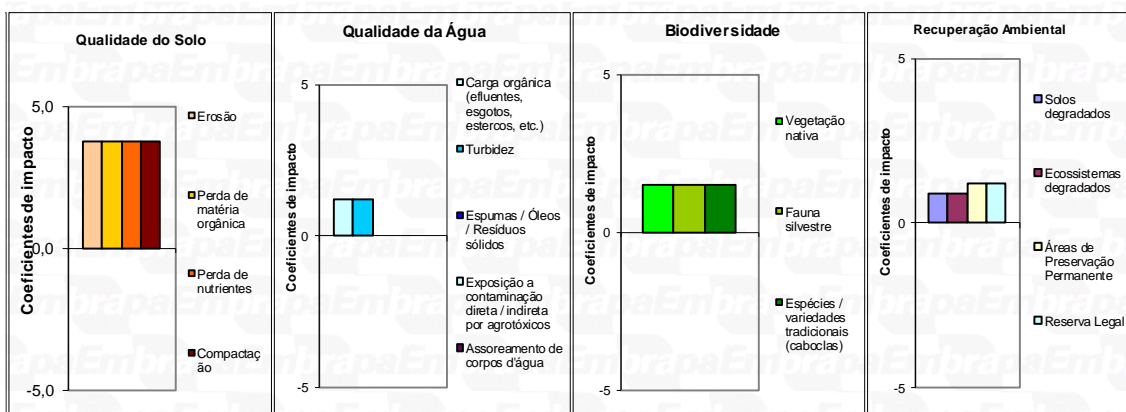 Qualidade do Solo
Coeficientes de impacto
5,0
0,0
-5,0
Erosão
Perda de
matéria
orgânica
Perda de
nutrientes
Compactaç
ão
Qualidade da Água
Coeficientes de impacto
5
0
-5
Carga orgânica
(efluentes,
esgotos,
estercos, etc.)
Turbidez
Espumas / Óleos
/ Resíduos
sólidos
Exposição a
contaminação
direta / indireta
por agrotóxicos
Assoreamento de
corpos d'água
Biodiversidade
Coeficientes de impacto
5
0
-5
Vegetação
nativa
Fauna
silvestre
Espécies /
variedades
tradicionais
(caboclas)
Recuperação Ambiental
Coeficientes de impacto
5
0
-5
Solos
degradados
Ecossistemas
degradados
Áreas de
Preservação
Permanente
Reserva Legal